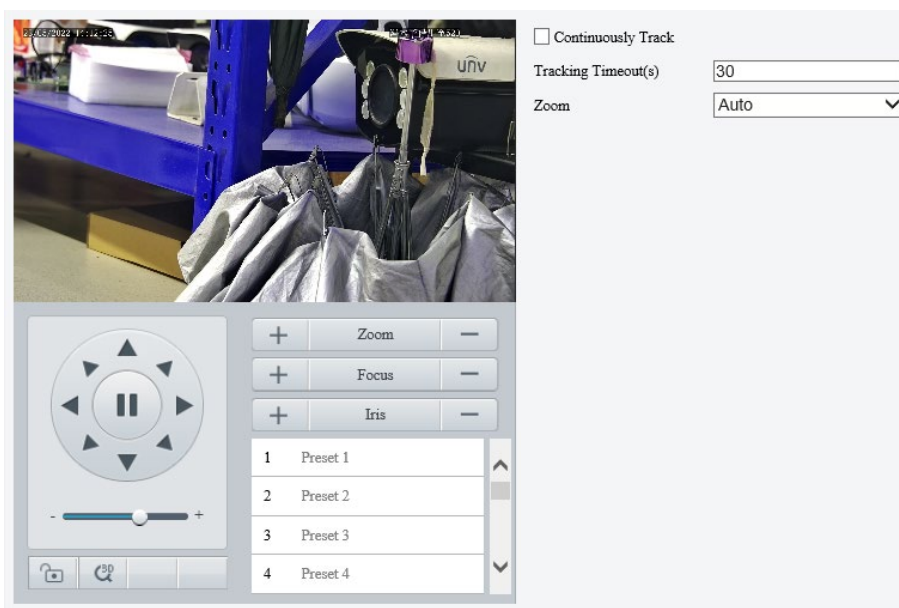 unv
Continuously Track
Tracking Timeout(s) 30
Zoom Auto
+ Zoom −
+ Focus −
+ Iris −
1 Preset 1
2 Preset 2
3 Preset 3
4 Preset 4
- +
3D